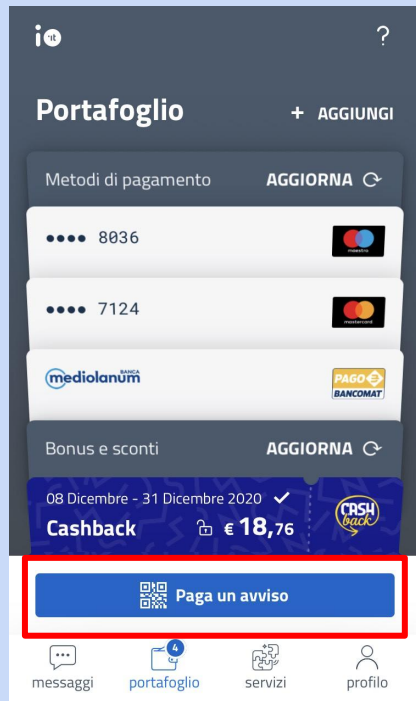 io it
?
Portafoglio + AGGIUNGI
Metodi di pagamento AGGIORNA
•••• 8036
maestro
•••• 7124
mastercard
mediolanum BANCA
PAGO
BANCOMAT
Bonus e sconti AGGIORNA
08 Dicembre - 31 Dicembre 2020
Cashback € 18,76
CASH
back
Paga un avviso
4
messaggi portafoglio servizi profilo